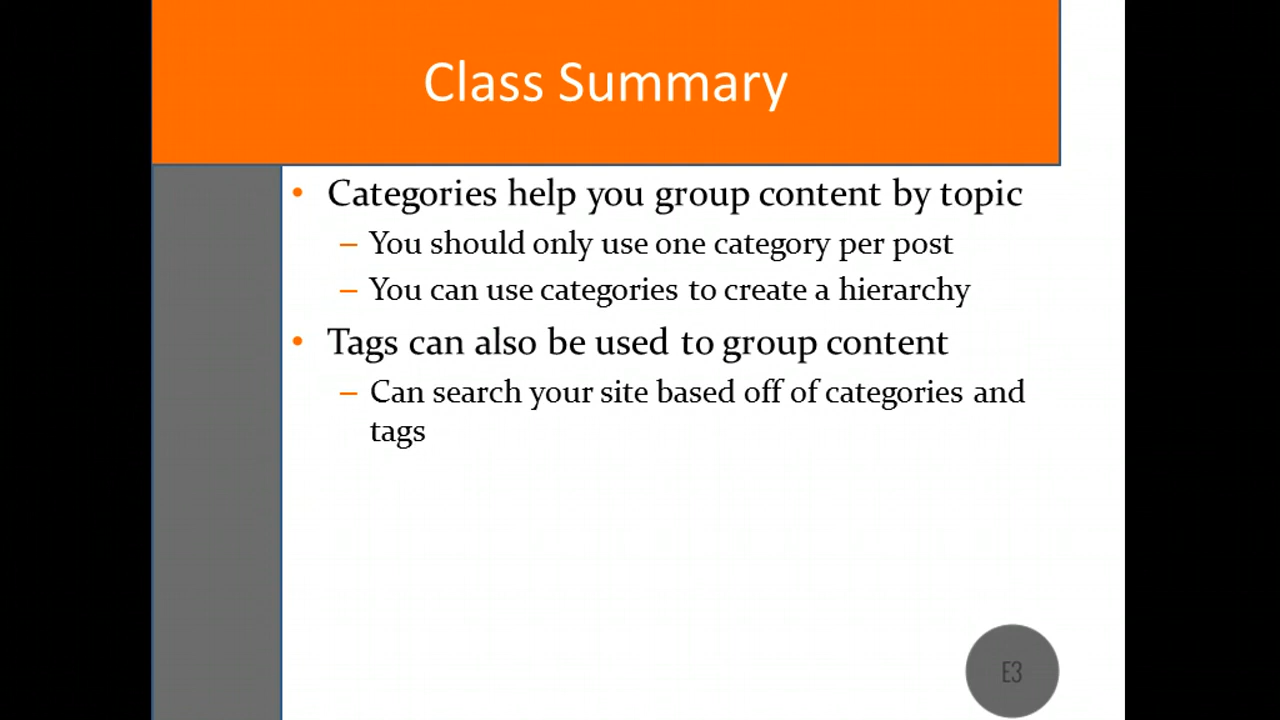 Class Summary
• Categories help you group content by topic
– You should only use one category per post
– You can use categories to create a hierarchy
• Tags can also be used to group content
– Can search your site based off of categories and
tags
E3